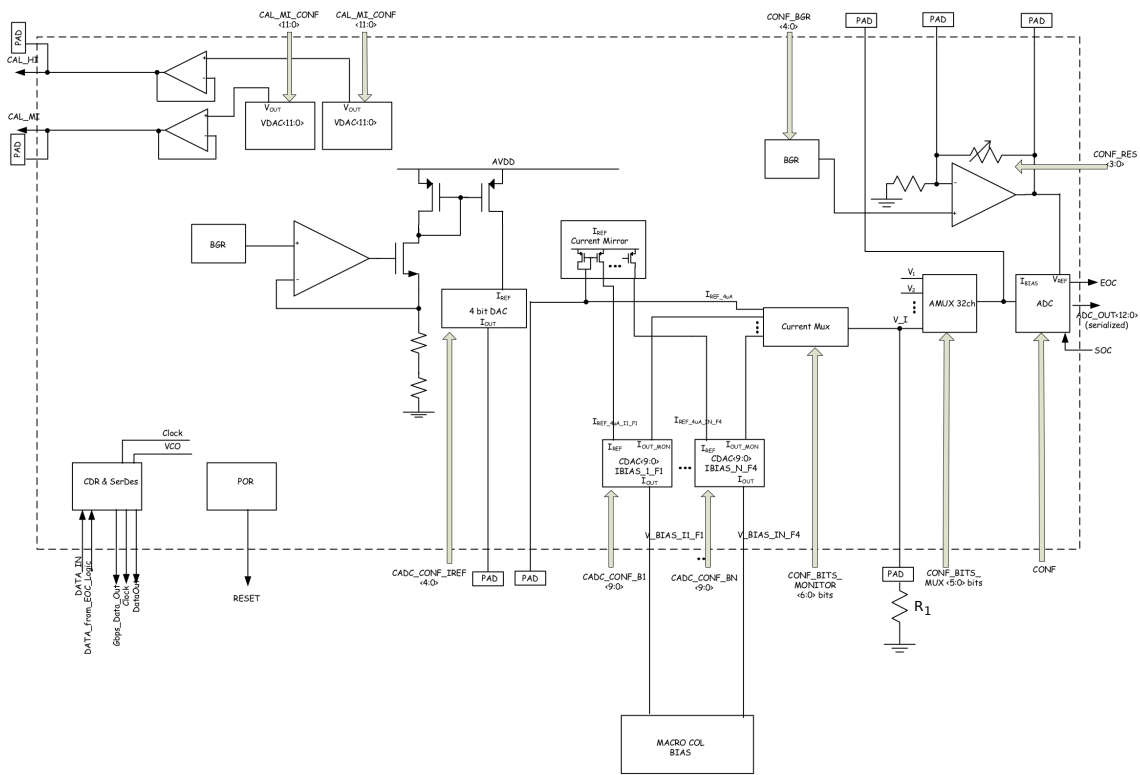 CAL_MI_CONF
<11:0>
CAL_MI_CONF
<11:0>
CONF_BGR
<4:0>
PAD
PAD
PAD
PAD
CAL_HI
CAL_MI
PAD
VOUT
VDAC<11:0>
VOUT
VDAC<11:0>
AVDD
BGR
CONF_RES
<3:0>
-
+
BGR
+
-
IREF
Current Mirror
IREF
4 bit DAC
IOUT
IREF_4uA
Current Mux
V_I
V1
V2
AMUX 32ch
IBIAS
VREF
ADC
EOC
ADC_OUT<12:0>
(serialized)
SOC
IREF_4uA_I1_F1
IREF_4uA_IN_F4
IREF
IOUT_MON
CDAC<9:0>
IBIAS_1_F1
IOUT
IREF
IOUT_MON
CDAC<9:0>
IBIAS_N_F4
IOUT
Clock
VCO
CDR & SerDes
POR
V_BIAS_I1_F1
V_BIAS_IN_F4
DATA_IN
DATA_from_EOC_Logic
Gbps_Data_Out
Clock
DataOut
RESET
CADC_CONF_IREF
<4:0>
PAD
PAD
CADC_CONF_B1
<9:0>
CADC_CONF_BN
<9:0>
CONF_BITS_
MONITOR
<6:0> bits
PAD
R1
CONF_BITS_
MUX <5:0> bits
CONF
MACRO COL
BIAS